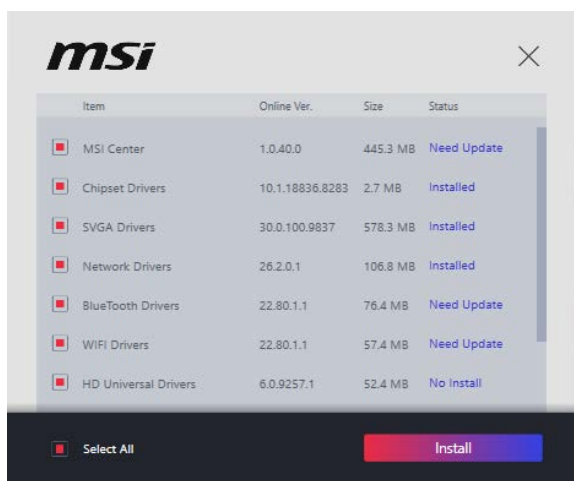 msi
Item Online Ver. Size Status
MSI Center 1.0.40.0 445.3 MB Need Update
Chipset Drivers 10.1.18836.8283 2.7 MB Installed
SVGA Drivers 30.0.100.9837 578.3 MB Installed
Network Drivers 26.2.0.1 106.8 MB Installed
BlueTooth Drivers 22.80.1.1 76.4 MB Need Update
WIFI Drivers 22.80.1.1 57.4 MB Need Update
HD Universal Drivers 6.0.9257.1 52.4 MB No Install
Select All Install